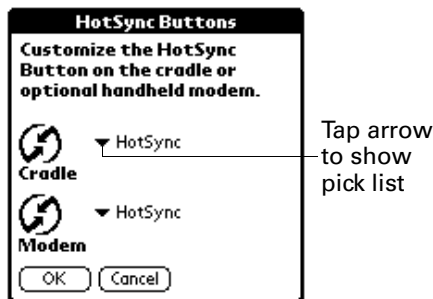 HotSync Buttons
Customize the HotSync
Button on the cradle or
optional handheld modem.
HotSync
Cradle
HotSync
Modem
OK
Cancel
Tap arrow
to show
pick list